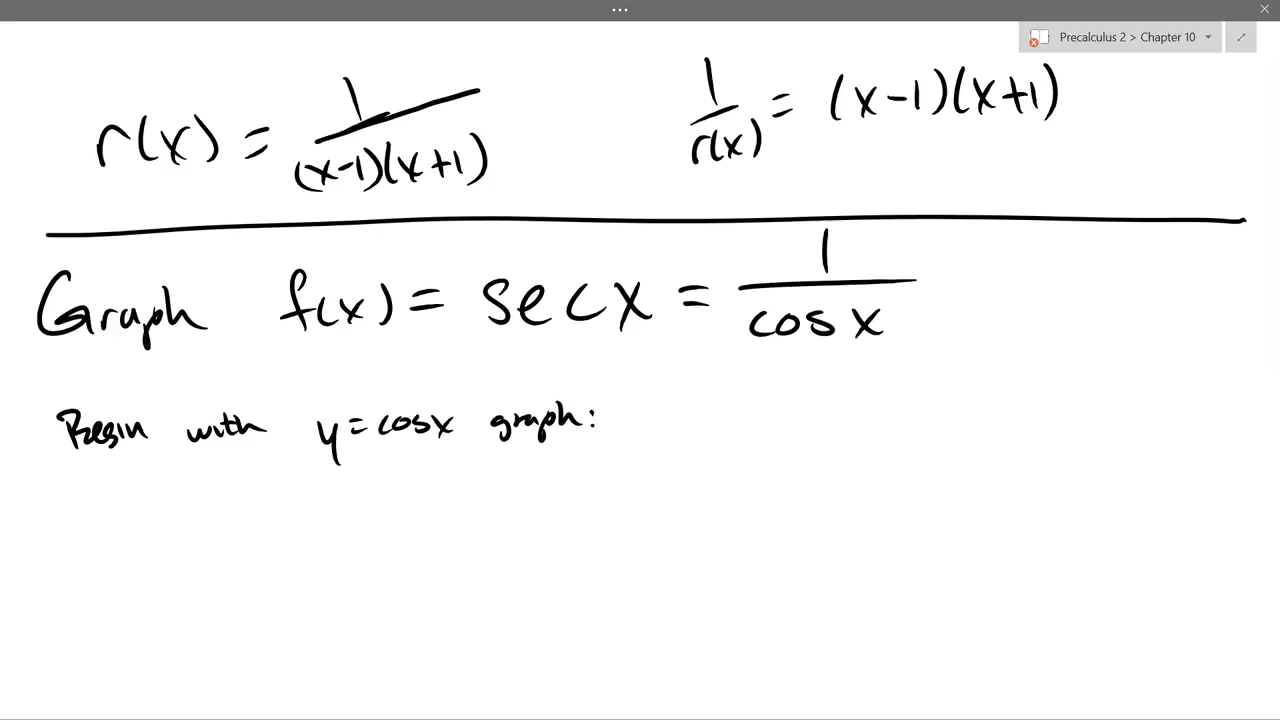 Precalculus 2 > Chapter 10
r(x) = 1/((x-1)(x+1))
1/r(x) = (x-1)(x+1)
Graph f(x) = sec x = 1/cos x
Begin with y = cos x graph: